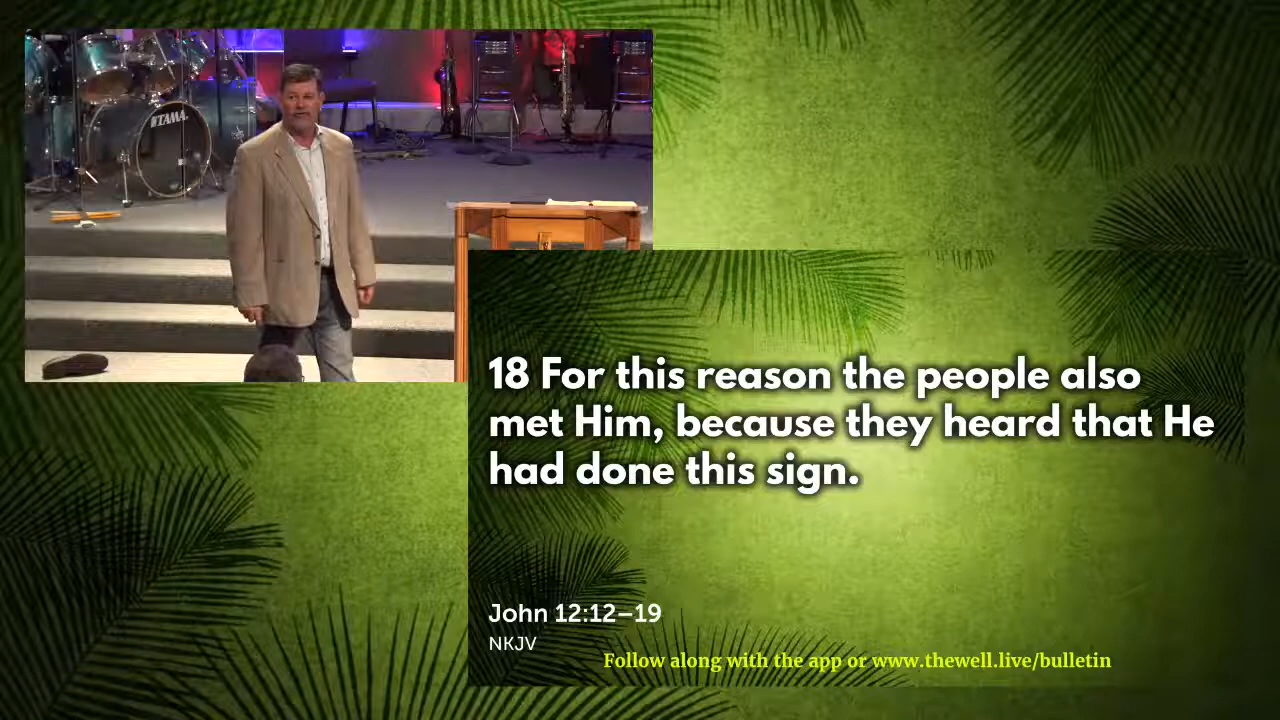 TAMA
18 For this reason the people also
met Him, because they heard that He
had done this sign.
John 12:12–19
NKJV
Follow along with the app or www.thewell.live/bulletin